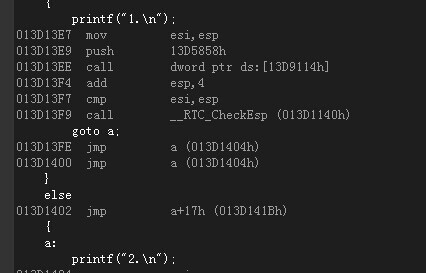 {
printf("1.\n");
013D13E7 mov esi,esp
013D13E9 push 13D5858h
013D13EE call dword ptr ds:[13D9114h]
013D13F4 add esp,4
013D13F7 cmp esi,esp
013D13F9 call __RTC_CheckEsp (013D1140h)
goto a;
013D13FE jmp a (013D1404h)
013D1400 jmp a (013D1404h)
}
else
013D1402 jmp a+17h (013D141Bh)
{
a:
printf("2.\n");